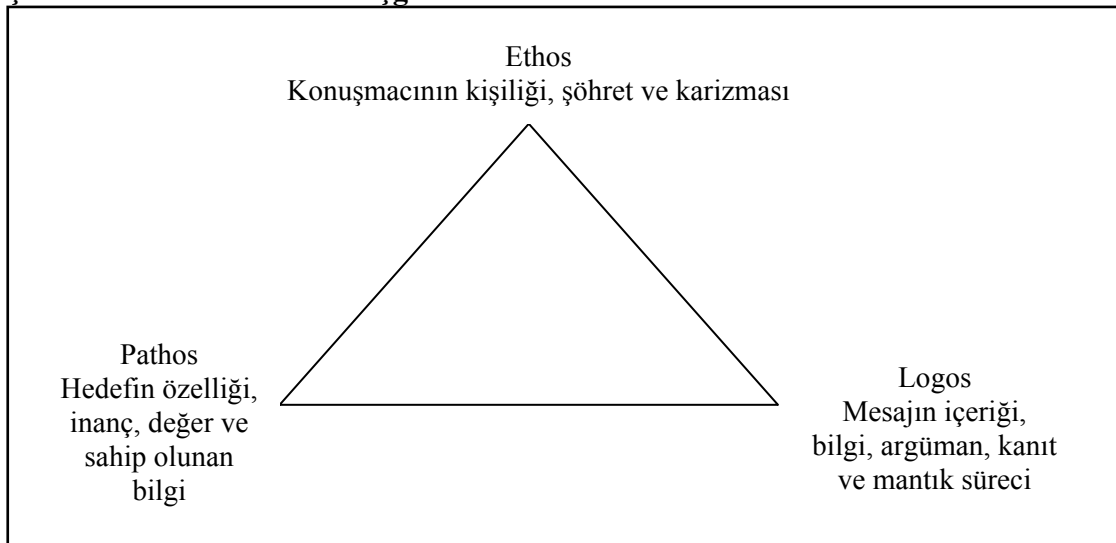 Ethos
Konuşmacının kişiliği, şöhret ve karizması
Pathos
Hedefin özelliği,
inanç, değer ve
sahip olunan
bilgi
Logos
Mesajın içeriği,
bilgi, argüman, kanıt
ve mantık süreci